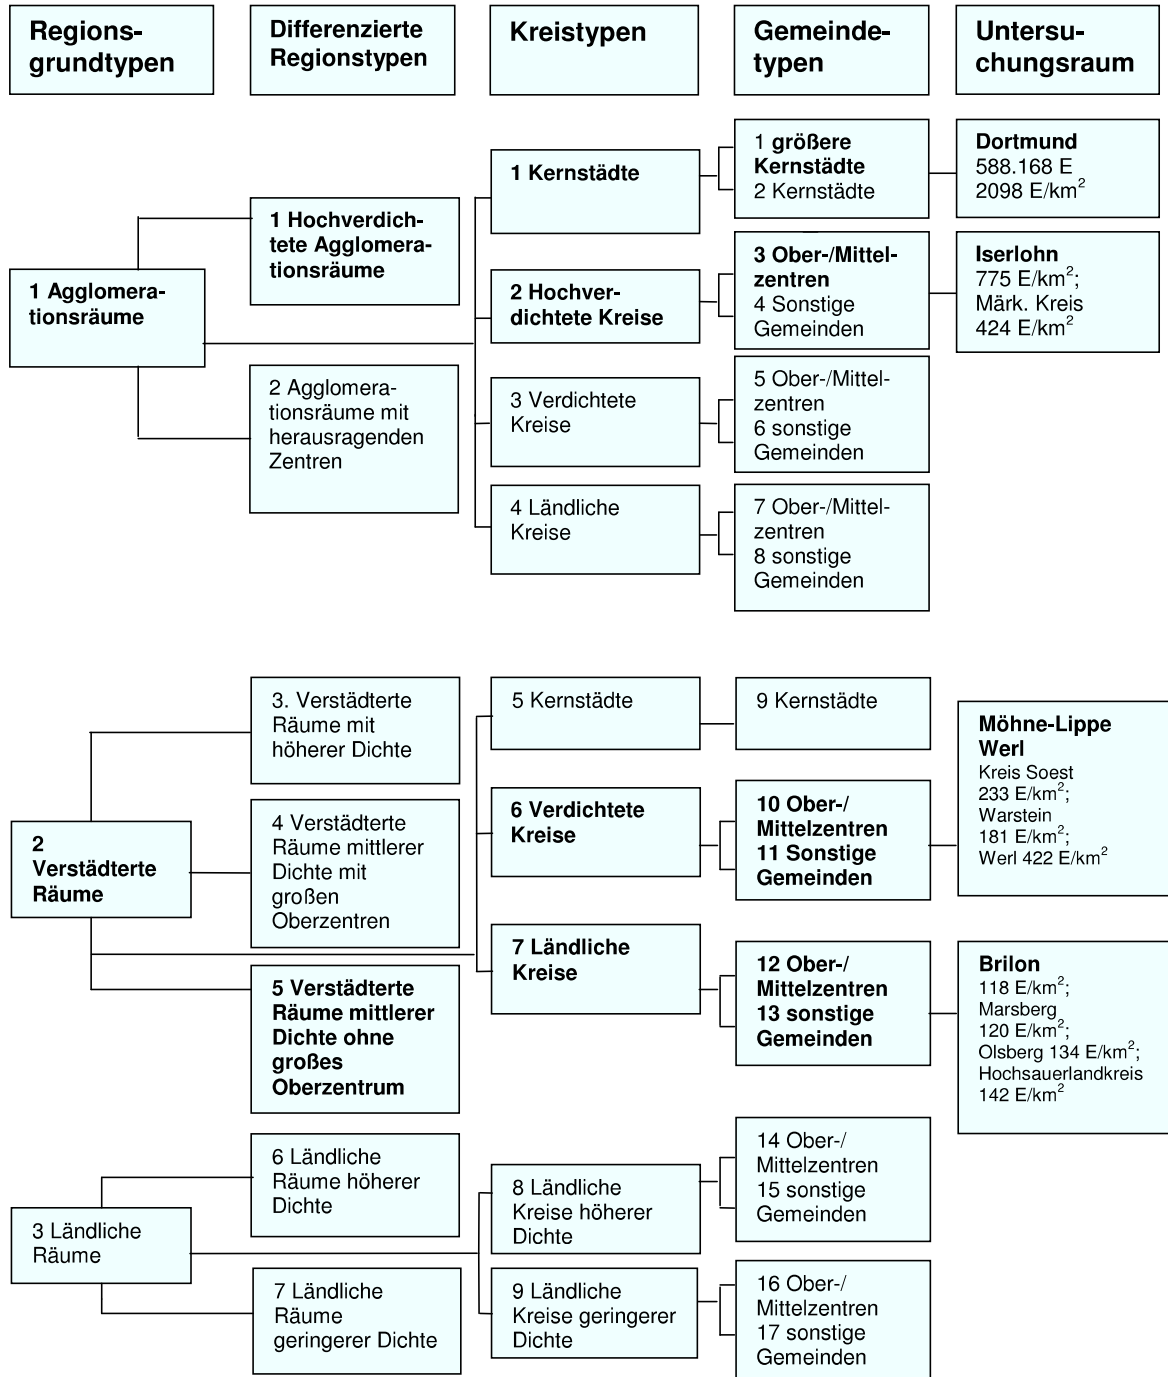 Regions-
grundtypen
Differenzierte
Regionstypen
Kreistypen
Gemeinde-
typen
Untersu-
chungsraum
1 Agglomera-
tionsräume
1 Hochverdich-
tete Agglomera-
tionsräume
2 Agglomera-
tionsräume mit
herausragenden
Zentren
1 Kernstädte
2 Hochver-
dichtete Kreise
3 Verdichtete
Kreise
4 Ländliche
Kreise
1 größere
Kernstädte
2 Kernstädte
3 Ober-/Mittel-
zentren
4 Sonstige
Gemeinden
5 Ober-/Mittel-
zentren
6 sonstige
Gemeinden
7 Ober-/Mittel-
zentren
8 sonstige
Gemeinden
Dortmund
588.168 E
2098 E/km²
Iserlohn
775 E/km²;
Märk. Kreis
424 E/km²
2
Verstädterte
Räume
3. Verstädterte
Räume mit
höherer Dichte
4 Verstädterte
Räume mittlerer
Dichte mit
großen
Oberzentren
5 Verstädterte
Räume mittlerer
Dichte ohne
großes
Oberzentrum
5 Kernstädte
6 Verdichtete
Kreise
7 Ländliche
Kreise
9 Kernstädte
10 Ober-/
Mittelzentren
11 Sonstige
Gemeinden
12 Ober-/
Mittelzentren
13 sonstige
Gemeinden
Möhne-Lippe
Werl
Kreis Soest
233 E/km²;
Warstein
181 E/km²;
Werl 422 E/km²
Brilon
118 E/km²;
Marsberg
120 E/km²;
Olsberg 134 E/km²;
Hochsauerlandkreis
142 E/km²
3 Ländliche
Räume
6 Ländliche
Räume höherer
Dichte
7 Ländliche
Räume
geringerer Dichte
8 Ländliche
Kreise höherer
Dichte
9 Ländliche
Kreise geringerer
Dichte
14 Ober-/
Mittelzentren
15 sonstige
Gemeinden
16 Ober-/
Mittelzentren
17 sonstige
Gemeinden